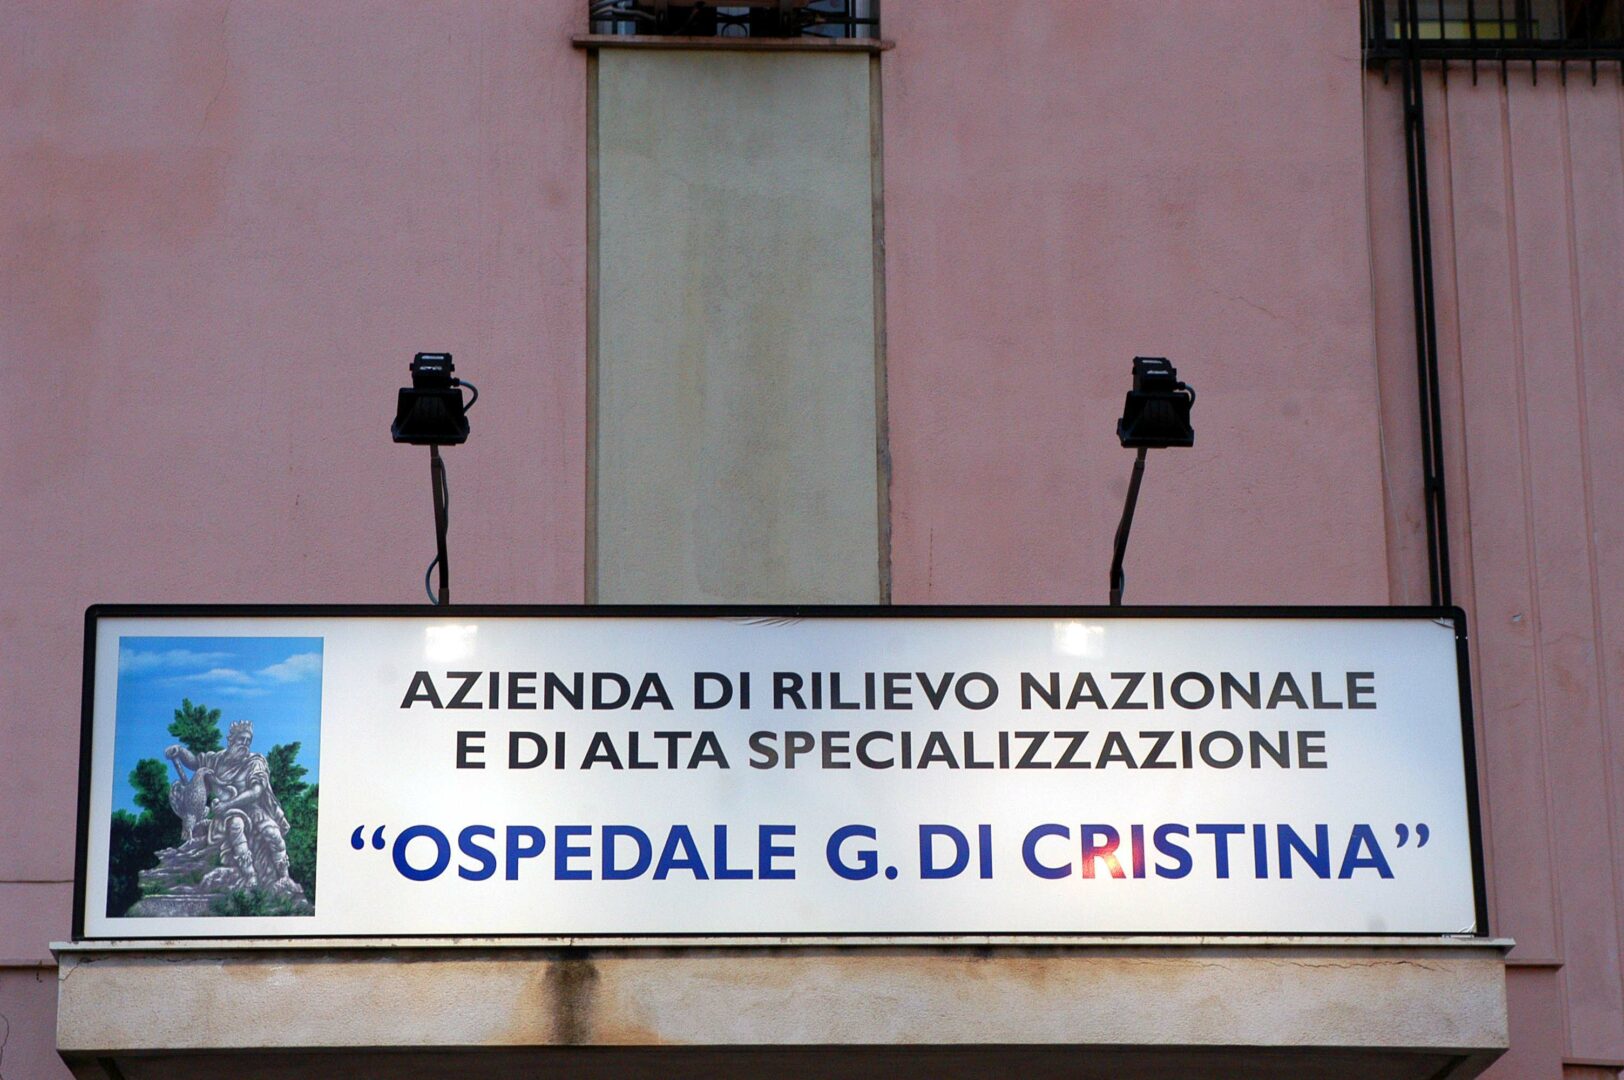 AZIENDA DI RILIEVO NAZIONALE
E DI ALTA SPECIALIZZAZIONE
“OSPEDALE G. DI CRISTINA”